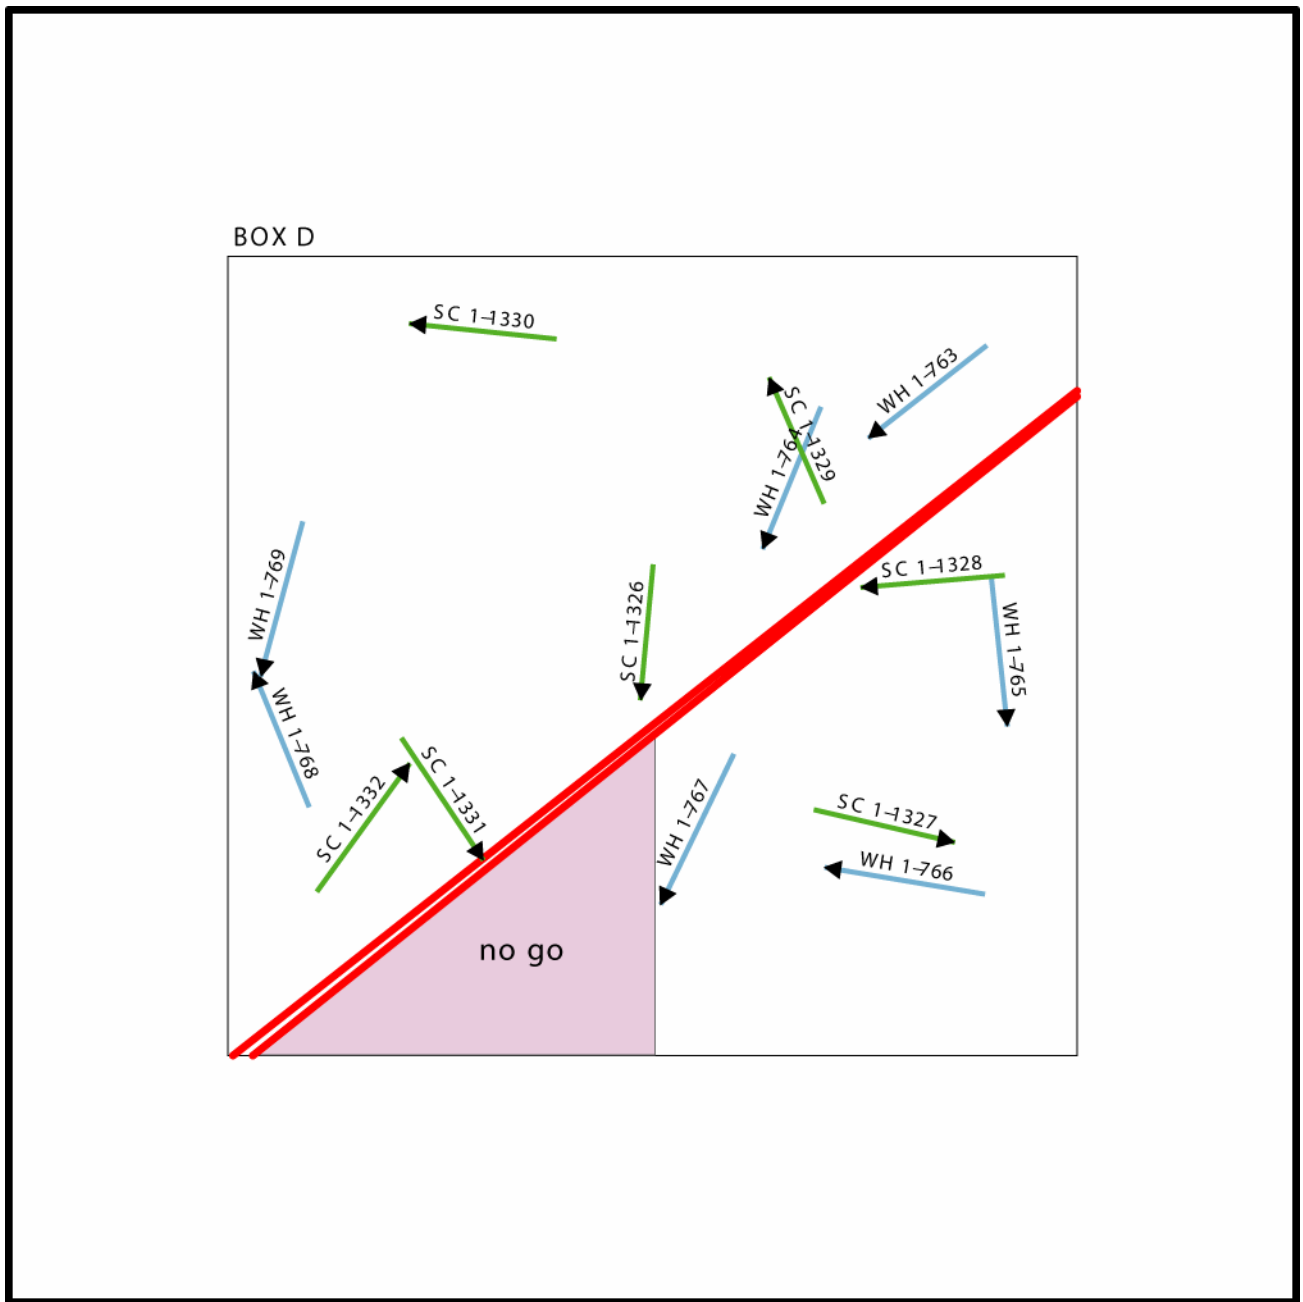 BOX D
SC 1-1330
WH 1-763
SC 1-1329
WH 1-764
WH 1-769
SC 1-1326
SC 1-1328
WH 1-765
WH 1-768
SC 1-1332
SC 1-1331
WH 1-767
SC 1-1327
WH 1-766
no go